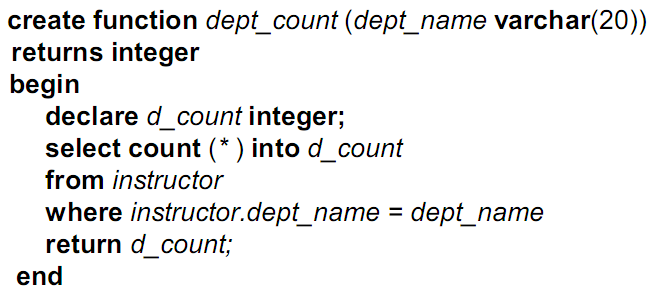 create function dept_count (dept_name varchar(20))
returns integer
begin
declare d_count integer;
select count (* ) into d_count
from instructor
where instructor.dept_name = dept_name
return d_count;
end